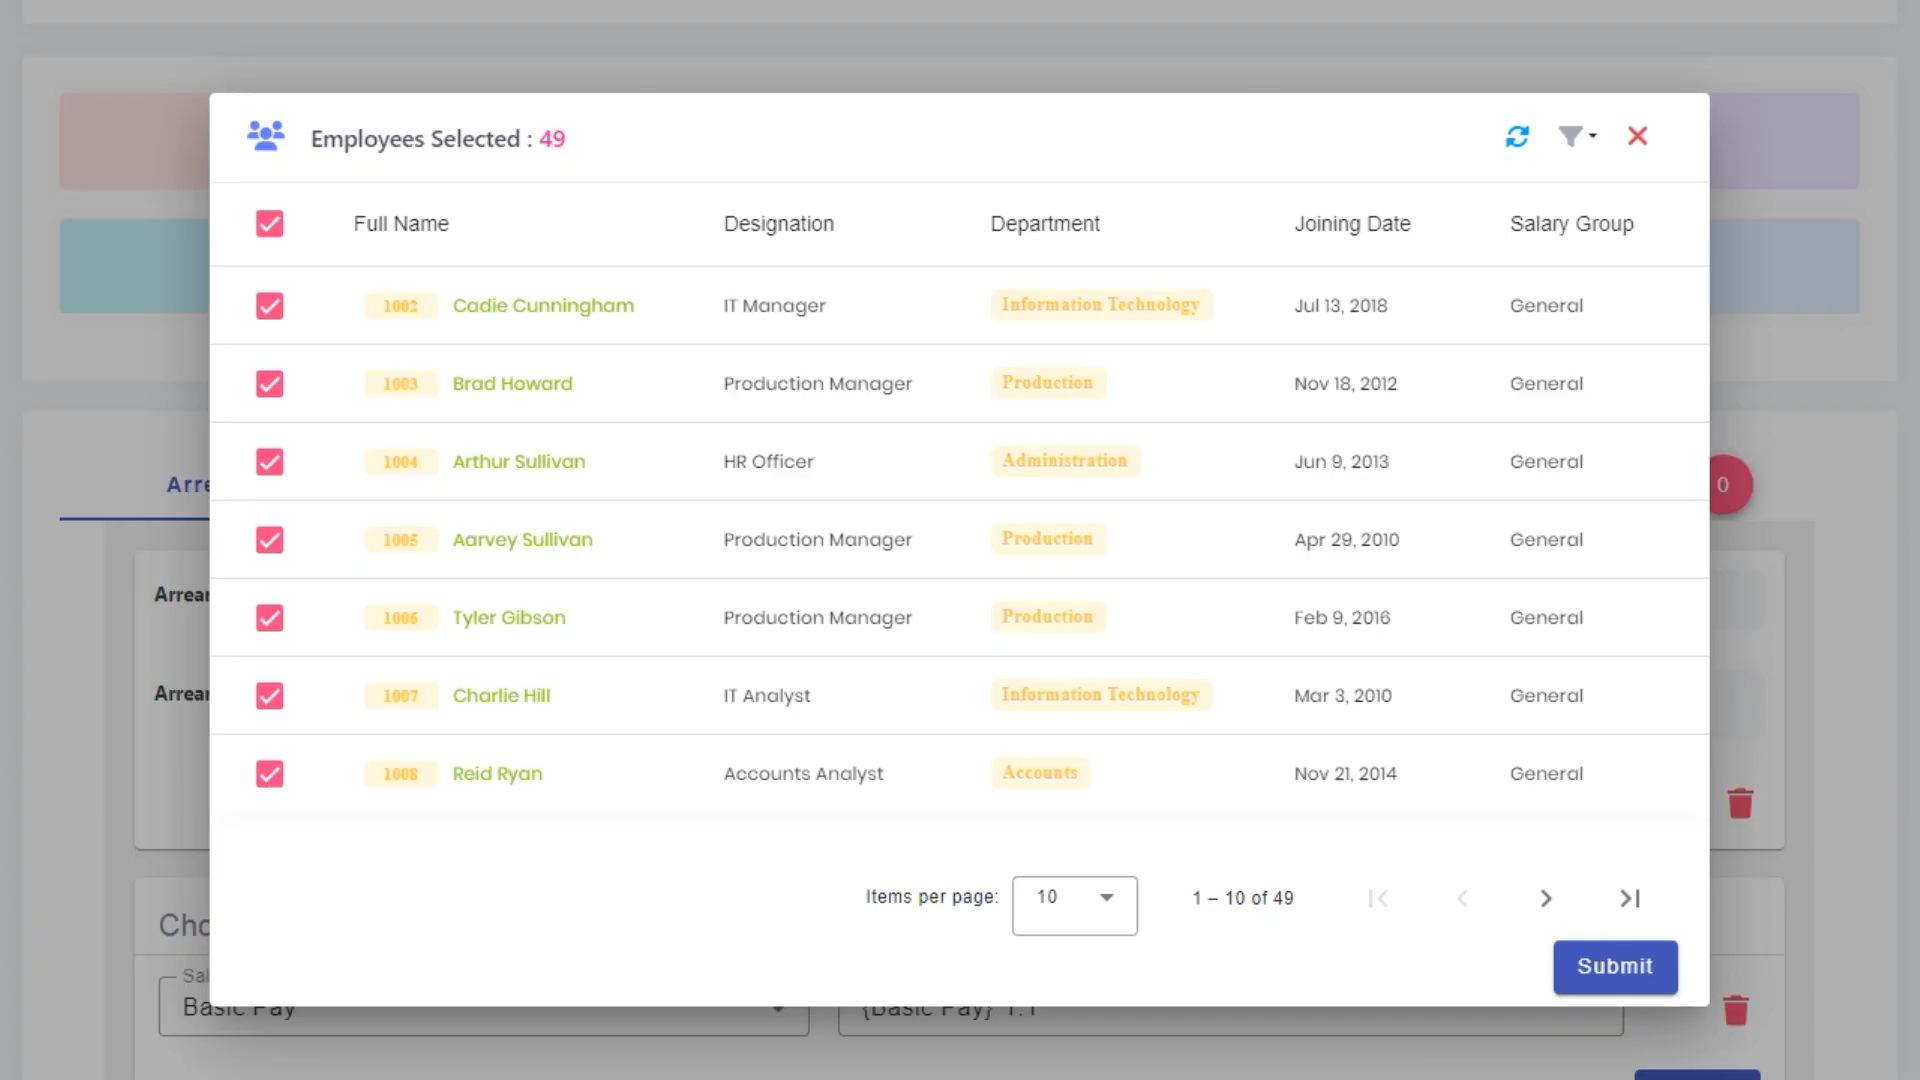 Employees Selected : 49
Full Name Designation Department Joining Date Salary Group
1002 Cadie Cunningham IT Manager Information Technology Jul 13, 2018 General
1003 Brad Howard Production Manager Production Nov 18, 2012 General
1004 Arthur Sullivan HR Officer Administration Jun 9, 2013 General
Arre
0
1005 Aarvey Sullivan Production Manager Production Apr 29, 2010 General
Arrear
1006 Tyler Gibson Production Manager Production Feb 9, 2016 General
Arrear
1007 Charlie Hill IT Analyst Information Technology Mar 3, 2010 General
1008 Reid Ryan Accounts Analyst Accounts Nov 21, 2014 General
Items per page: 10 1 – 10 of 49
Cho
Submit
Sal
Basic Pay
{Basic Pay}